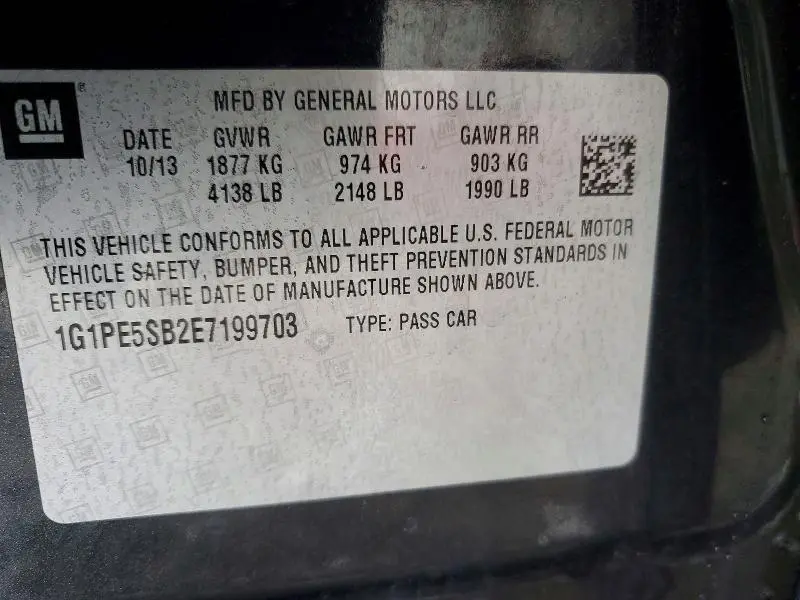 GM
MFD BY GENERAL MOTORS LLC
DATE GVWR GAWR FRT GAWR RR
10/13 1877 KG 974 KG 903 KG
4138 LB 2148 LB 1990 LB
THIS VEHICLE CONFORMS TO ALL APPLICABLE U.S. FEDERAL MOTOR
VEHICLE SAFETY, BUMPER, AND THEFT PREVENTION STANDARDS IN
EFFECT ON THE DATE OF MANUFACTURE SHOWN ABOVE.
1G1PE5SB2E7199703 TYPE: PASS CAR